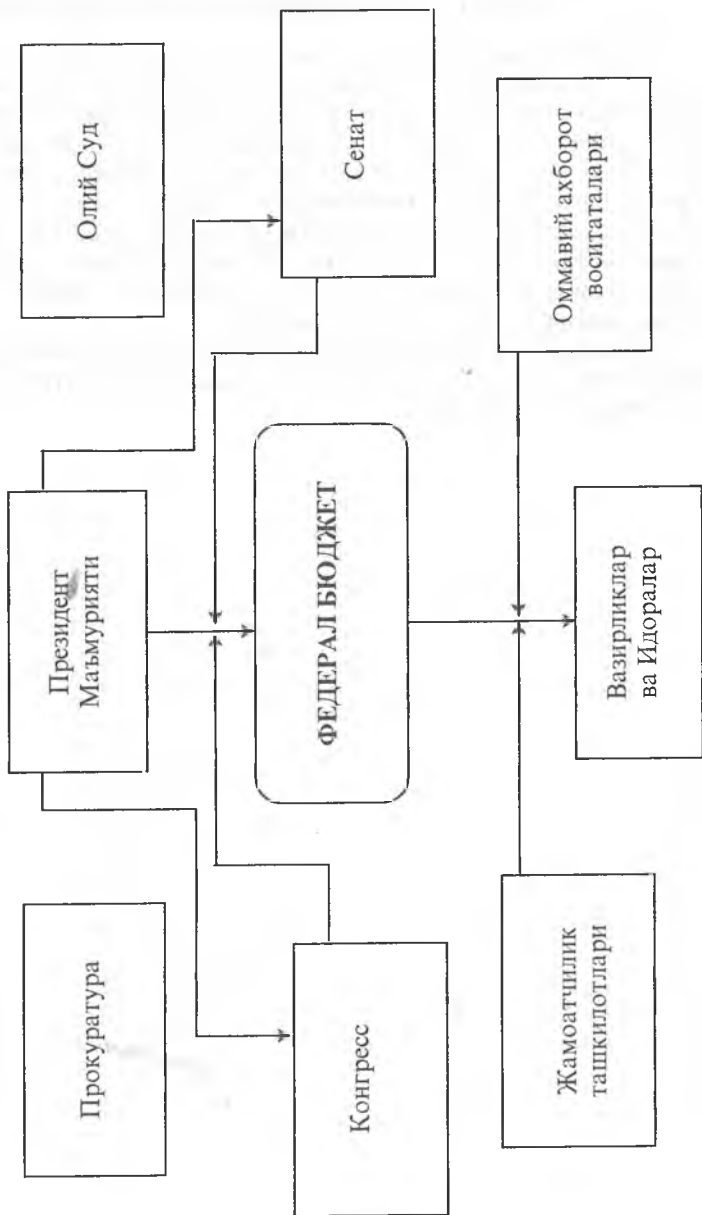 Прокуратура
Президент
Маъмурияти
Олий Суд
Конгресс
ФЕДЕРАЛ БЮДЖЕТ
Сенат
Жамоатчилик
ташкилотлари
Вазирликлар
ва Идоралар
Оммавий ахборот
воситаталари